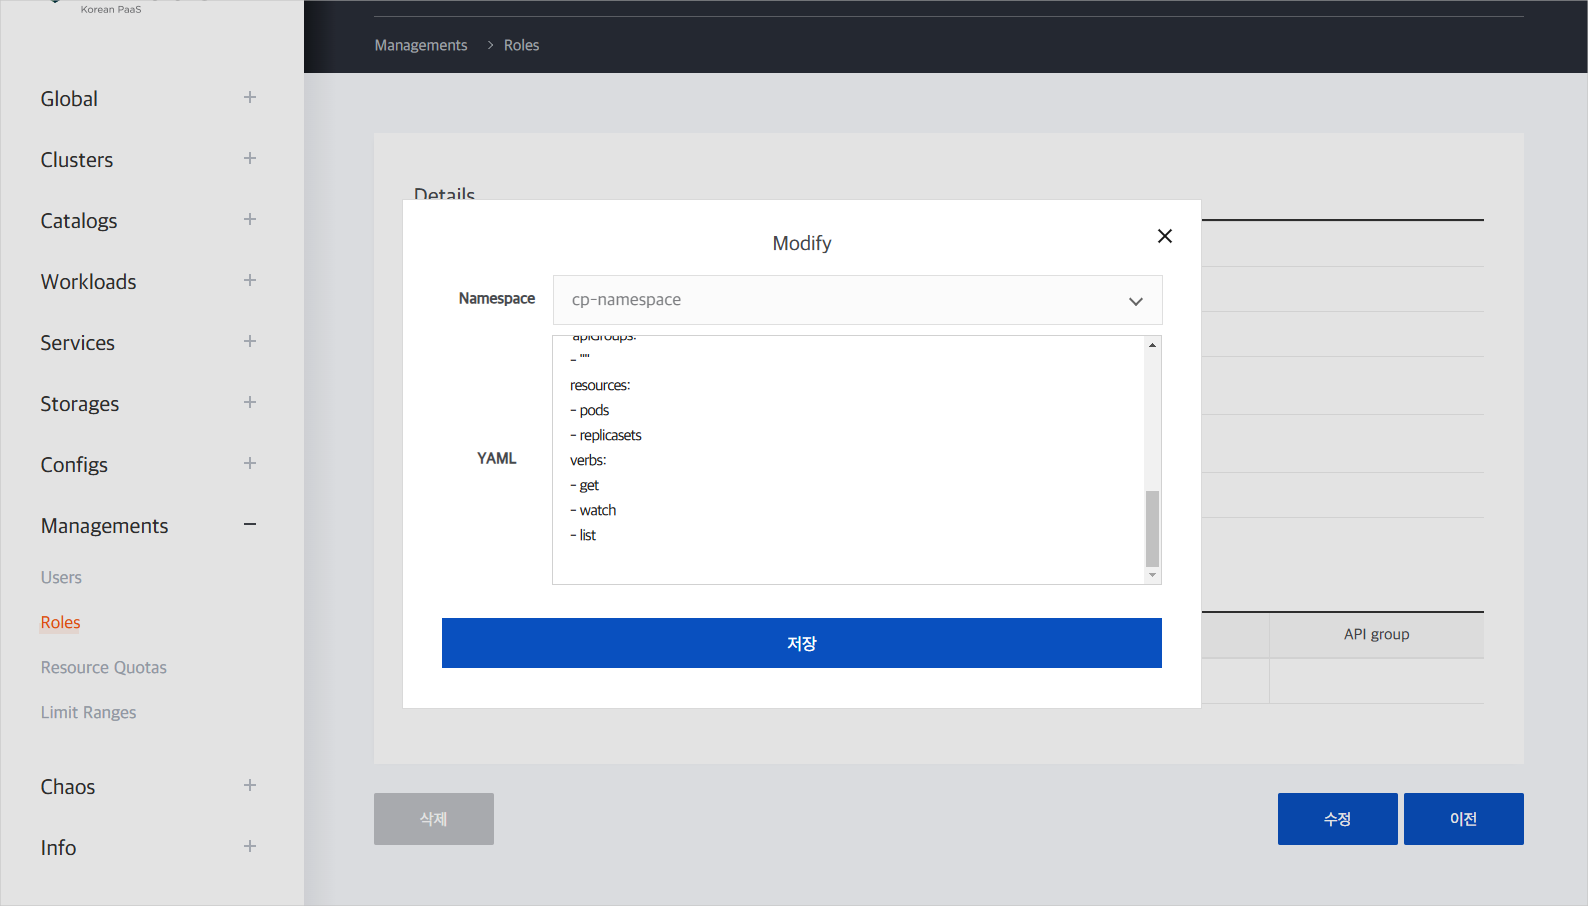 Korean PaaS
Managements > Roles
Global
Clusters
Catalogs
Workloads
Services
Storages
Configs
Managements
Users
Roles
Resource Quotas
Limit Ranges
Chaos
Info
Details
Modify
Namespace
cp-namespace
YAML
apiGroups:
- ""
resources:
- pods
- replicasets
verbs:
- get
- watch
- list
저장
API group
삭제
수정
이전